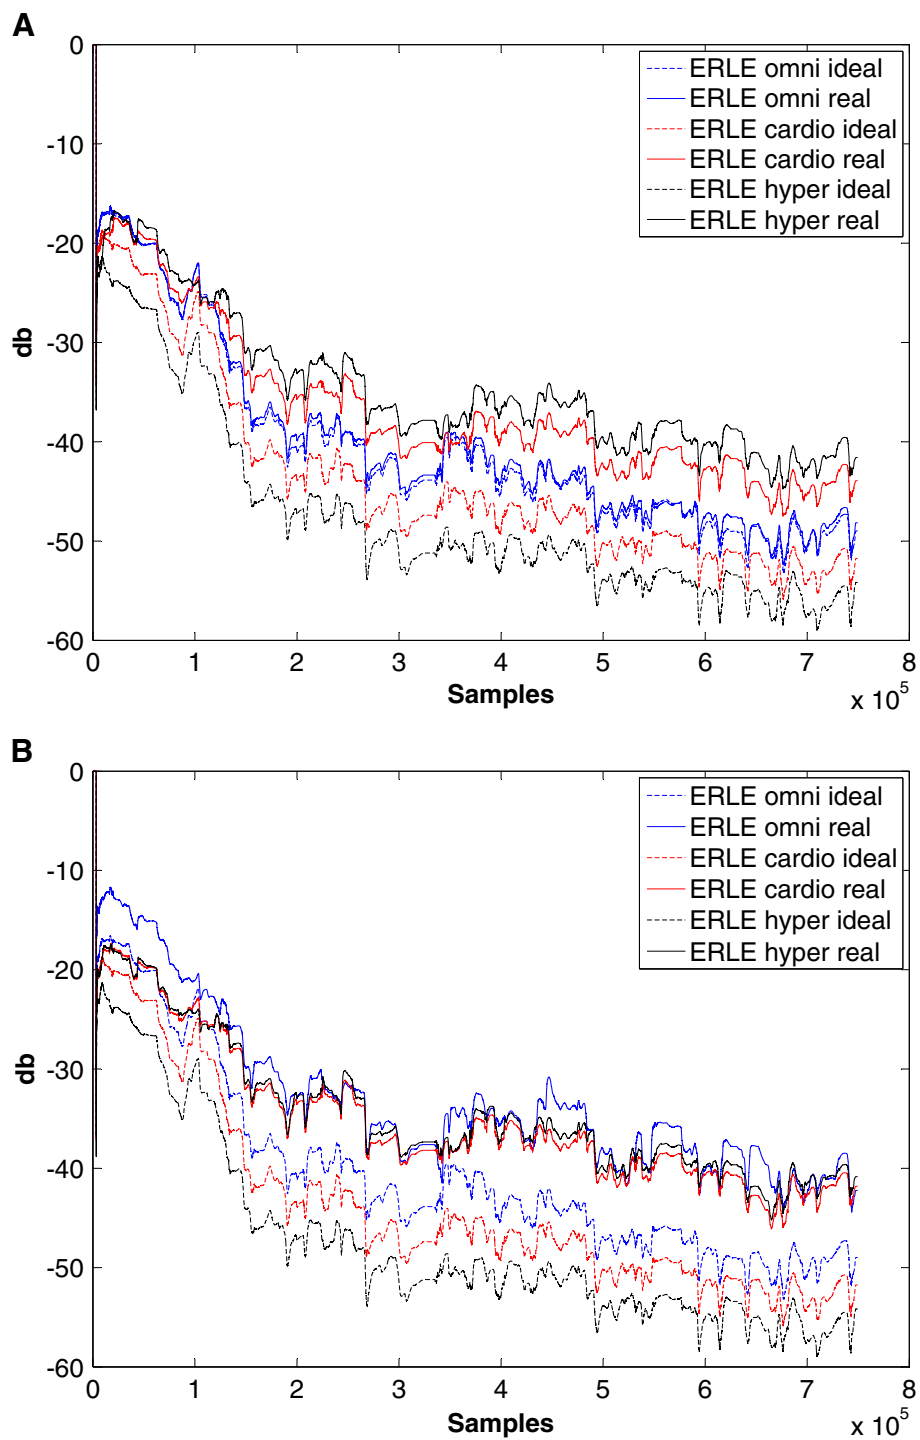 A
0
-10
-20
-30
-40
-50
-60
db
0 1 2 3 4 5 6 7 8
Samples
x 10^5
ERLE omni ideal
ERLE omni real
ERLE cardio ideal
ERLE cardio real
ERLE hyper ideal
ERLE hyper real
B
0
-10
-20
-30
-40
-50
-60
db
0 1 2 3 4 5 6 7 8
Samples
x 10^5
ERLE omni ideal
ERLE omni real
ERLE cardio ideal
ERLE cardio real
ERLE hyper ideal
ERLE hyper real